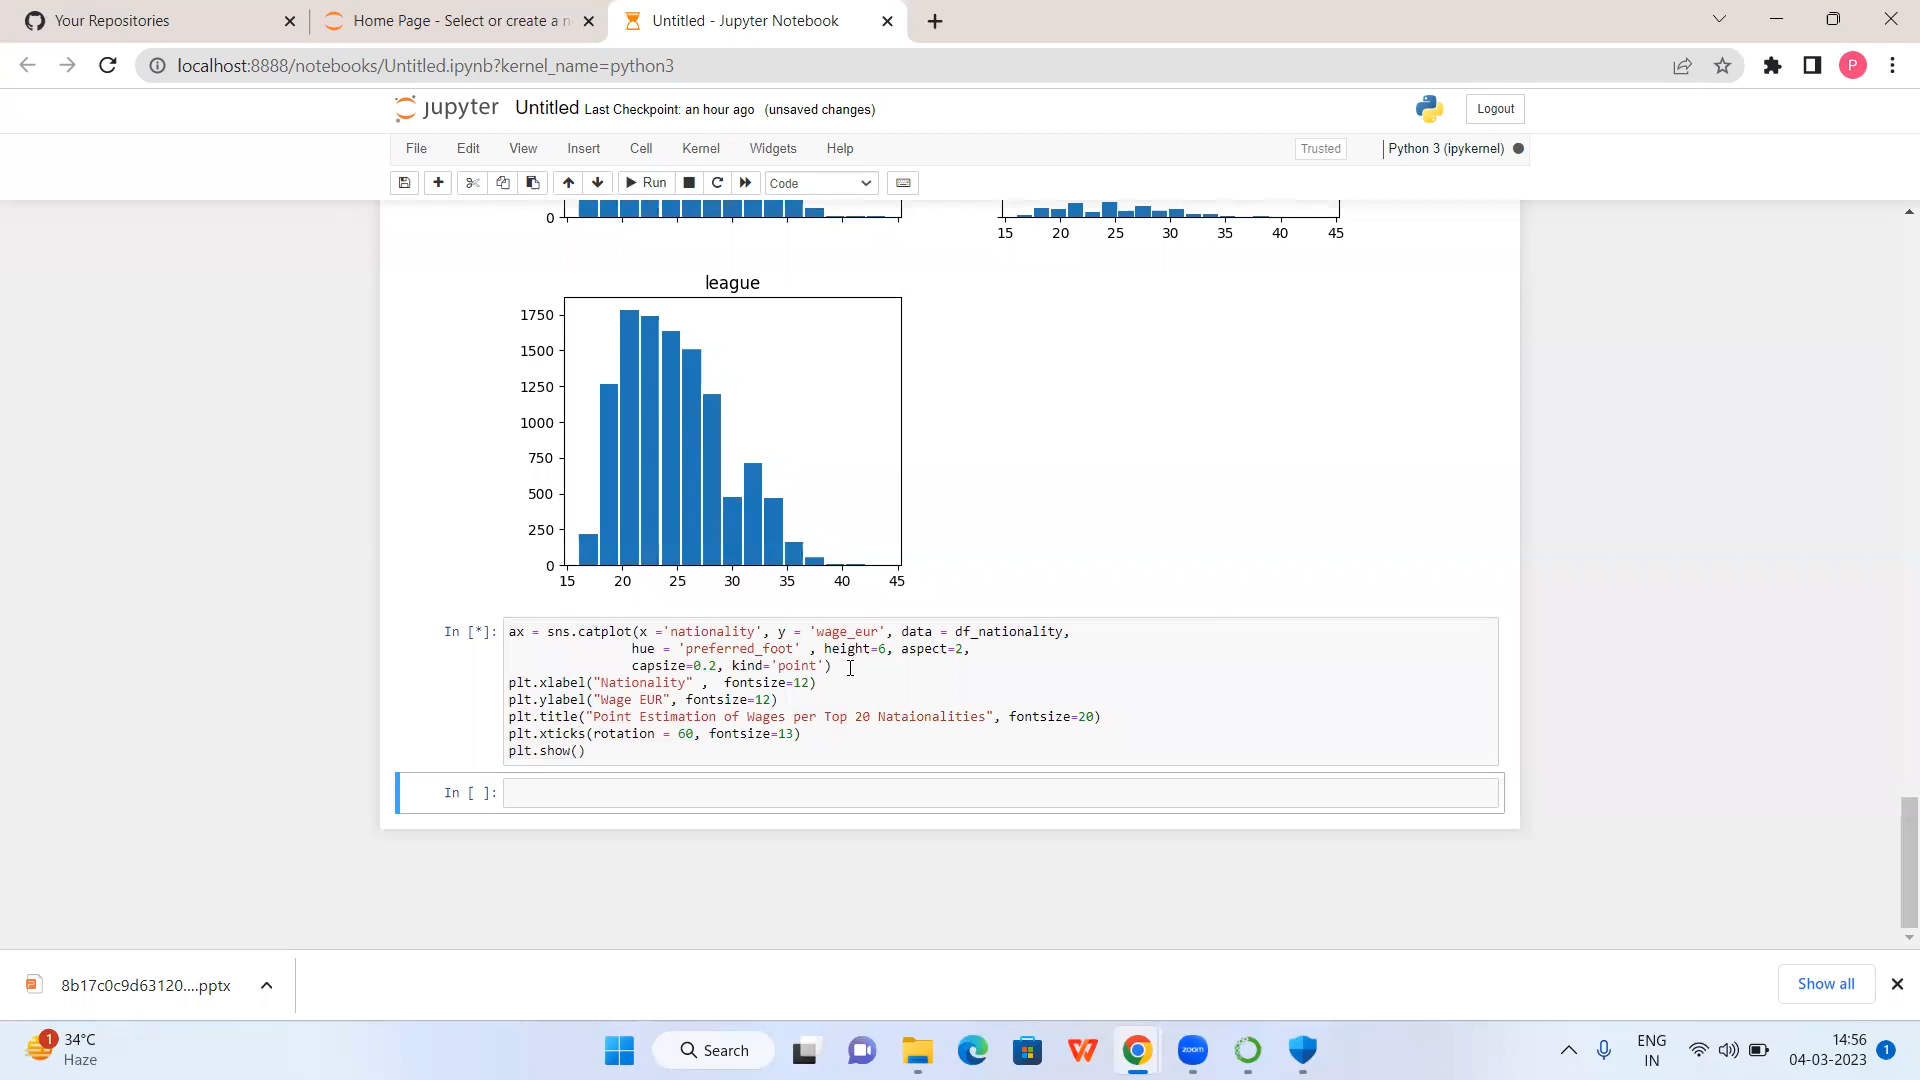 Your Repositories
Home Page - Select or create a n
Untitled - Jupyter Notebook
localhost:8888/notebooks/Untitled.ipynb?kernel_name=python3
P
jupyter Untitled Last Checkpoint: an hour ago (unsaved changes)
Logout
File Edit View Insert Cell Kernel Widgets Help
Trusted
Python 3 (ipykernel)
Run
Code
0
15 20 25 30 35 40 45
league
1750
1500
1250
1000
750
500
250
0
15 20 25 30 35 40 45
In [*]:
ax = sns.catplot(x ='nationality', y = 'wage_eur', data = df_nationality,
hue = 'preferred_foot' , height=6, aspect=2,
capsize=0.2, kind='point')
plt.xlabel("Nationality" , fontsize=12)
plt.ylabel("Wage EUR", fontsize=12)
plt.title("Point Estimation of Wages per Top 20 Nataionalities", fontsize=20)
plt.xticks(rotation = 60, fontsize=13)
plt.show()
In [ ]:
8b17c0c9d63120....pptx
Show all
1
34°C
Haze
Search
W
zoom
ENG
IN
14:56
04-03-2023
1